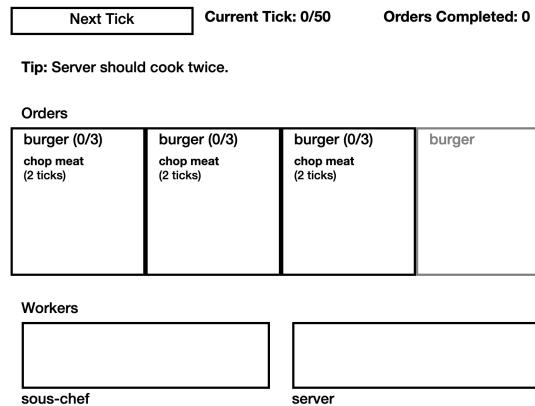 Next Tick Current Tick: 0/50 Orders Completed: 0
Tip: Server should cook twice.
Orders
burger (0/3) burger (0/3) burger (0/3) burger
chop meat chop meat chop meat
(2 ticks) (2 ticks) (2 ticks)
Workers
sous-chef server